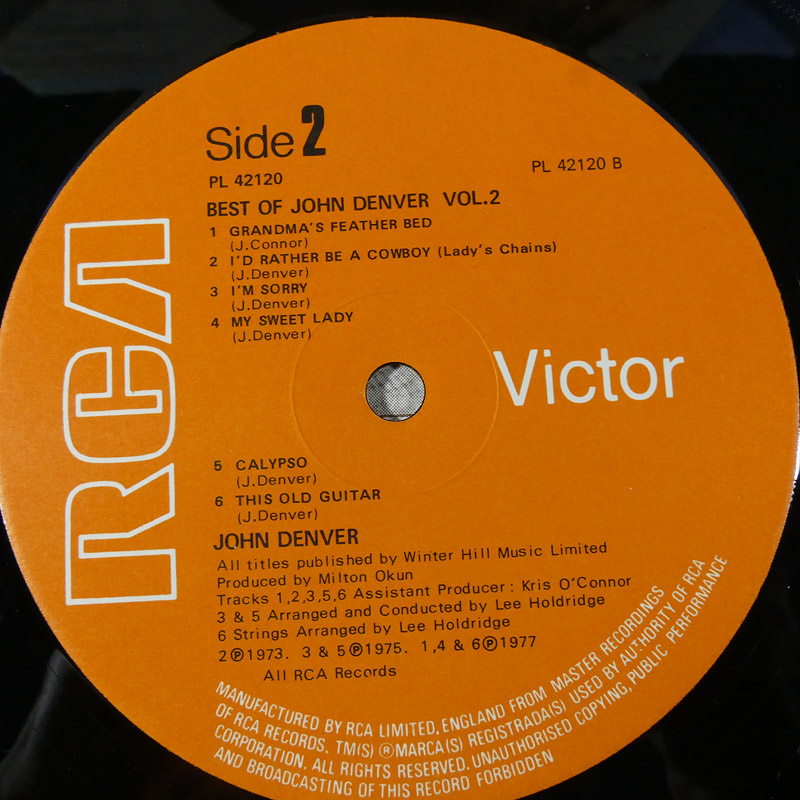 Side 2
PL 42120
PL 42120 B
BEST OF JOHN DENVER VOL.2
1 GRANDMA'S FEATHER BED
(J.Connor)
2 I'D RATHER BE A COWBOY (Lady's Chains)
(J.Denver)
3 I'M SORRY
(J.Denver)
4 MY SWEET LADY
(J.Denver)
RCA
Victor
5 CALYPSO
(J.Denver)
6 THIS OLD GUITAR
(J.Denver)
JOHN DENVER
All titles published by Winter Hill Music Limited
Produced by Milton Okun
Tracks 1,2,3,5,6 Assistant Producer : Kris O'Connor
3 & 5 Arranged and Conducted by Lee Holdridge
6 Strings Arranged by Lee Holdridge
2 ℗1973. 3 & 5 ℗1975. 1,4 & 6 ℗1977
All RCA Records
MANUFACTURED BY RCA LIMITED, ENGLAND FROM MASTER RECORDINGS
OF RCA RECORDS. TM(S) ® MARCA(S) REGISTRADA(S) USED BY AUTHORITY OF RCA
CORPORATION. ALL RIGHTS RESERVED. UNAUTHORISED COPYING, PUBLIC PERFORMANCE
AND BROADCASTING OF THIS RECORD FORBIDDEN